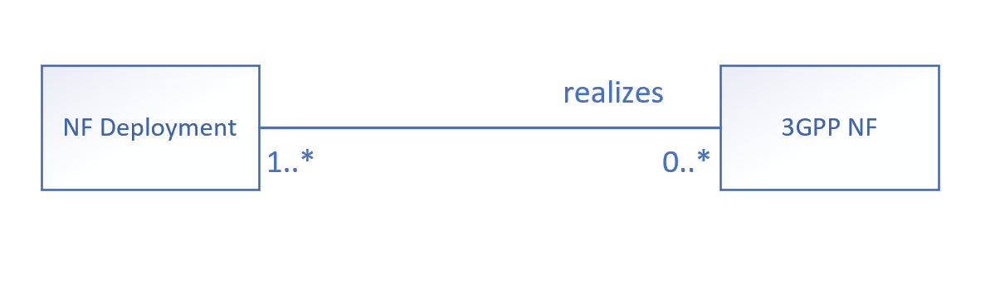 realizes
NF Deployment
3GPP NF
1..*
0..*